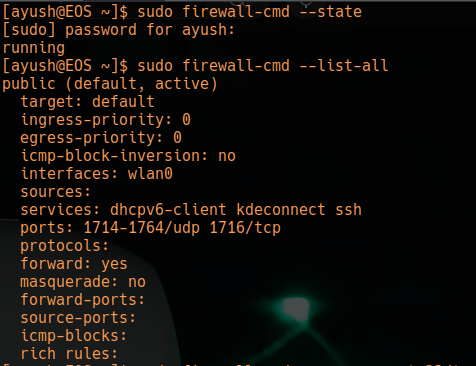 [ayush@EOS ~]$ sudo firewall-cmd --state
[sudo] password for ayush:
running
[ayush@EOS ~]$ sudo firewall-cmd --list-all
public (default, active)
  target: default
  ingress-priority: 0
  egress-priority: 0
  icmp-block-inversion: no
  interfaces: wlan0
  sources:
  services: dhcpv6-client kdeconnect ssh
  ports: 1714-1764/udp 1716/tcp
  protocols:
  forward: yes
  masquerade: no
  forward-ports:
  source-ports:
  icmp-blocks:
  rich rules: